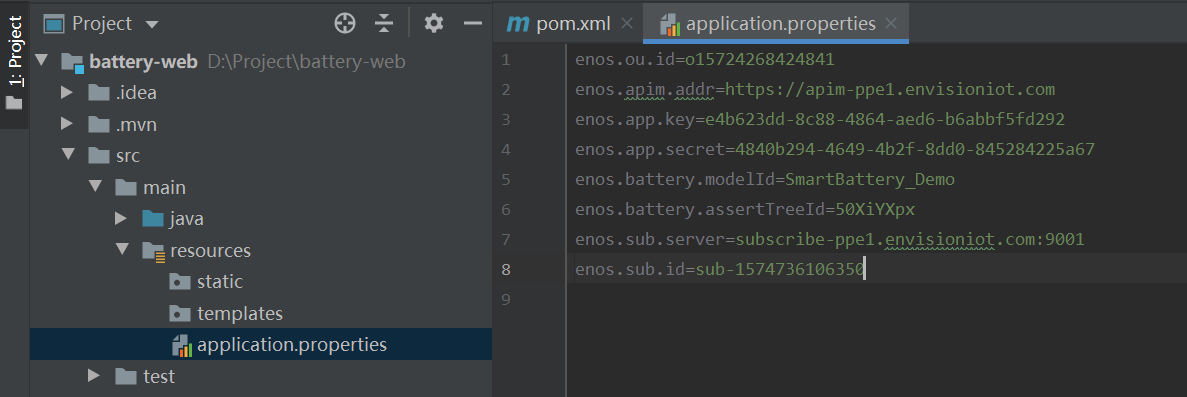 1: Project
Project
battery-web D:\Project\battery-web
.idea
.mvn
src
main
java
resources
static
templates
application.properties
test
m pom.xml
application.properties
1 enos.ou.id=o15724268424841
2 enos.apim.addr=https://apim-ppe1.envisioniot.com
3 enos.app.key=e4b623dd-8c88-4864-aed6-b6abbf5fd292
4 enos.app.secret=4840b294-4649-4b2f-8dd0-845284225a67
5 enos.battery.modelId=SmartBattery_Demo
6 enos.battery.assertTreeId=50XiYXpx
7 enos.sub.server=subscribe-ppe1.envisioniot.com:9001
8 enos.sub.id=sub-1574736106350
9